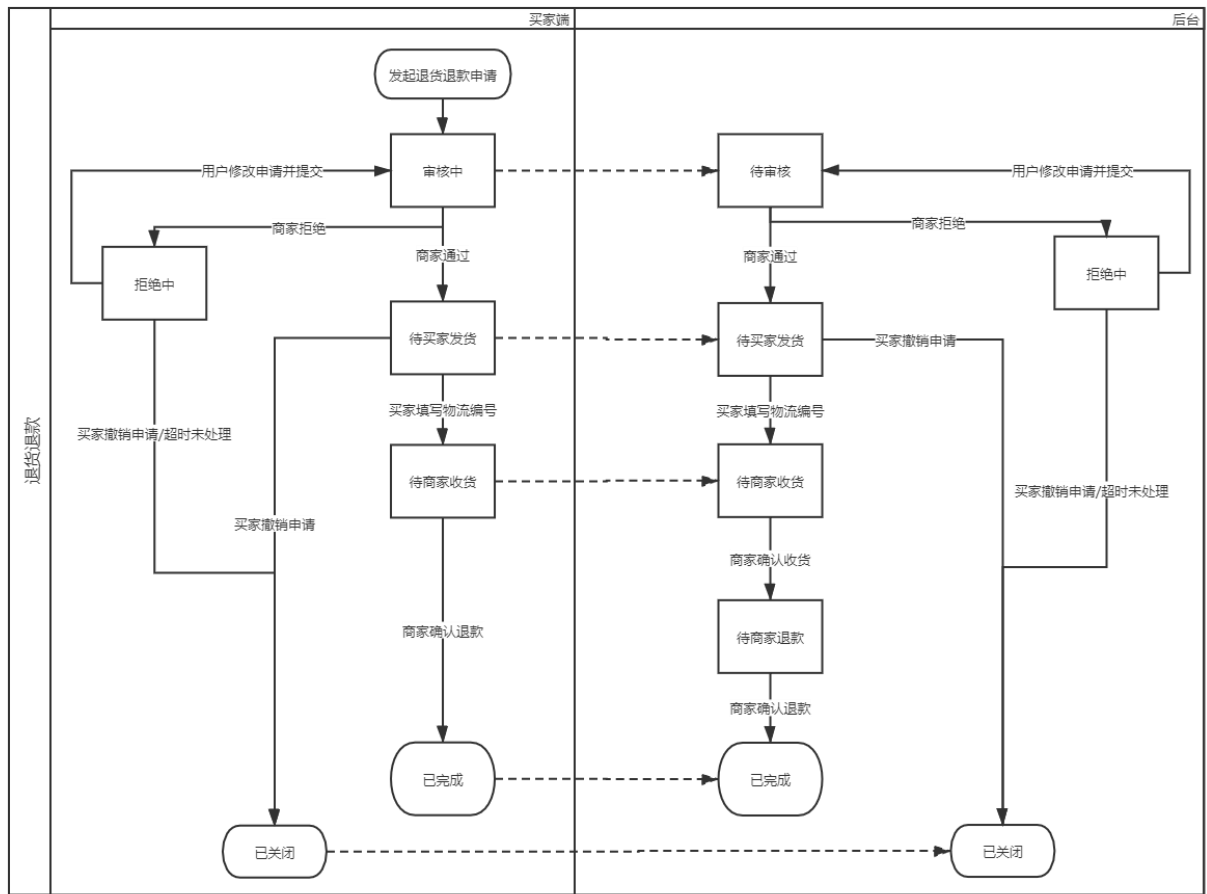 买家端
后台
退货退款
发起退货退款申请
用户修改申请并提交
审核中
待审核
用户修改申请并提交
商家拒绝
商家拒绝
商家通过
商家通过
拒绝中
拒绝中
待买家发货
待买家发货
买家撤销申请
买家填写物流编号
买家填写物流编号
买家撤销申请/超时未处理
待商家收货
待商家收货
买家撤销申请/超时未处理
买家撤销申请
商家确认收货
商家确认退款
待商家退款
商家确认退款
已完成
已完成
已关闭
已关闭